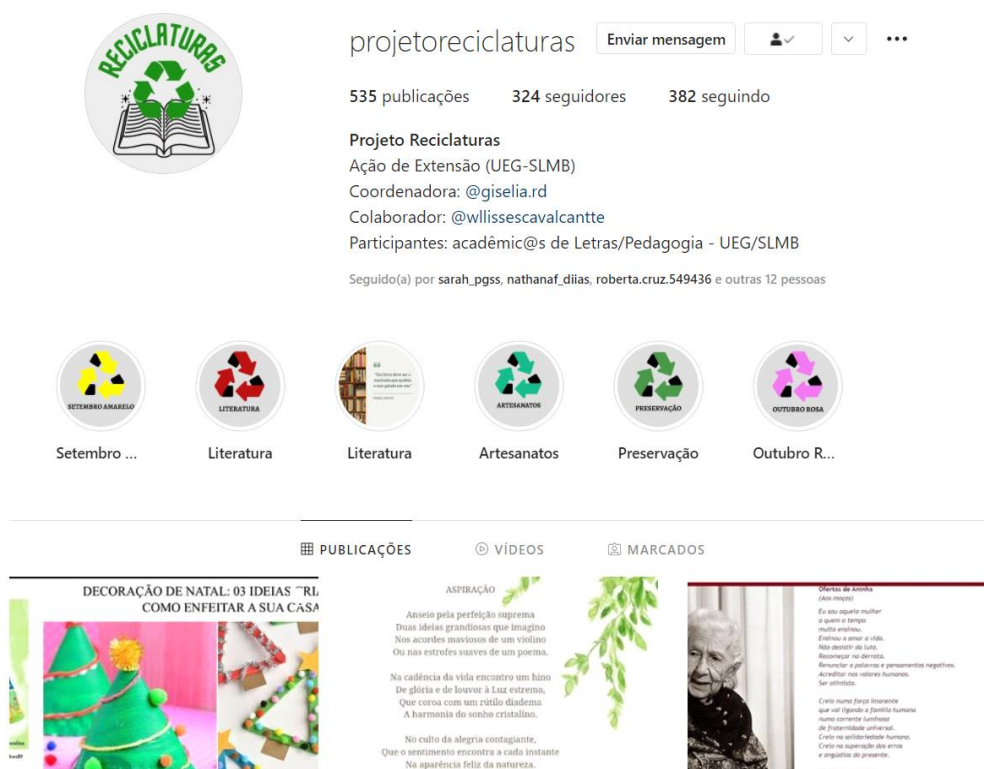 RECICLATURAS
projetoreciclaturas Enviar mensagem
535 publicações 324 seguidores 382 seguindo
Projeto Reciclaturas
Ação de Extensão (UEG-SLMB)
Coordenadora: @giselia.rd
Colaborador: @wllissescavalcantte
Participantes: acadêmic@s de Letras/Pedagogia - UEG/SLMB
Seguido(a) por sarah_pgss, nathanaf_diias, roberta.cruz.549436 e outras 12 pessoas
SETEMBRO AMARELO
LITERATURA
ARTESANATOS
PRESERVAÇÃO
OUTUBRO ROSA
Setembro ... Literatura Literatura Artesanatos Preservação Outubro R...
PUBLICAÇÕES VÍDEOS MARCADOS
DECORAÇÃO DE NATAL: 03 IDEIAS
COMO ENFEITAR A SUA CASA
ASPIRAÇÃO
Anseio pela perfeição suprema
Duas ideias grandiosas que imagino
Nos acordes maviosos de um violino
Ou nas estrofes suaves de um poema.
Na cadência da vida encontro um hino
De glória e de louvor à Luz estrema,
Que coroa com um rútilo diadema
A harmonia do sonho cristalino.
No culto da alegria contagiante,
Que o sentimento encontra a cada instante
Na aparência feliz da natureza.
Ofertas de Aninha
(Aos moços)
Eu sou aquela mulher
a quem o tempo
muito ensinou.
Ensinou a amar a vida.
Não desistir da luta.
Recomeçar na derrota.
Renunciar a palavras e pensamentos negativos.
Acreditar nos valores humanos.
Ser otimista.
Creio numa força imanente
que vai ligando a família humana
numa corrente luminosa
de fraternidade universal.
Creio na solidariedade humana.
Creio na superação dos erros
e angústias do presente.